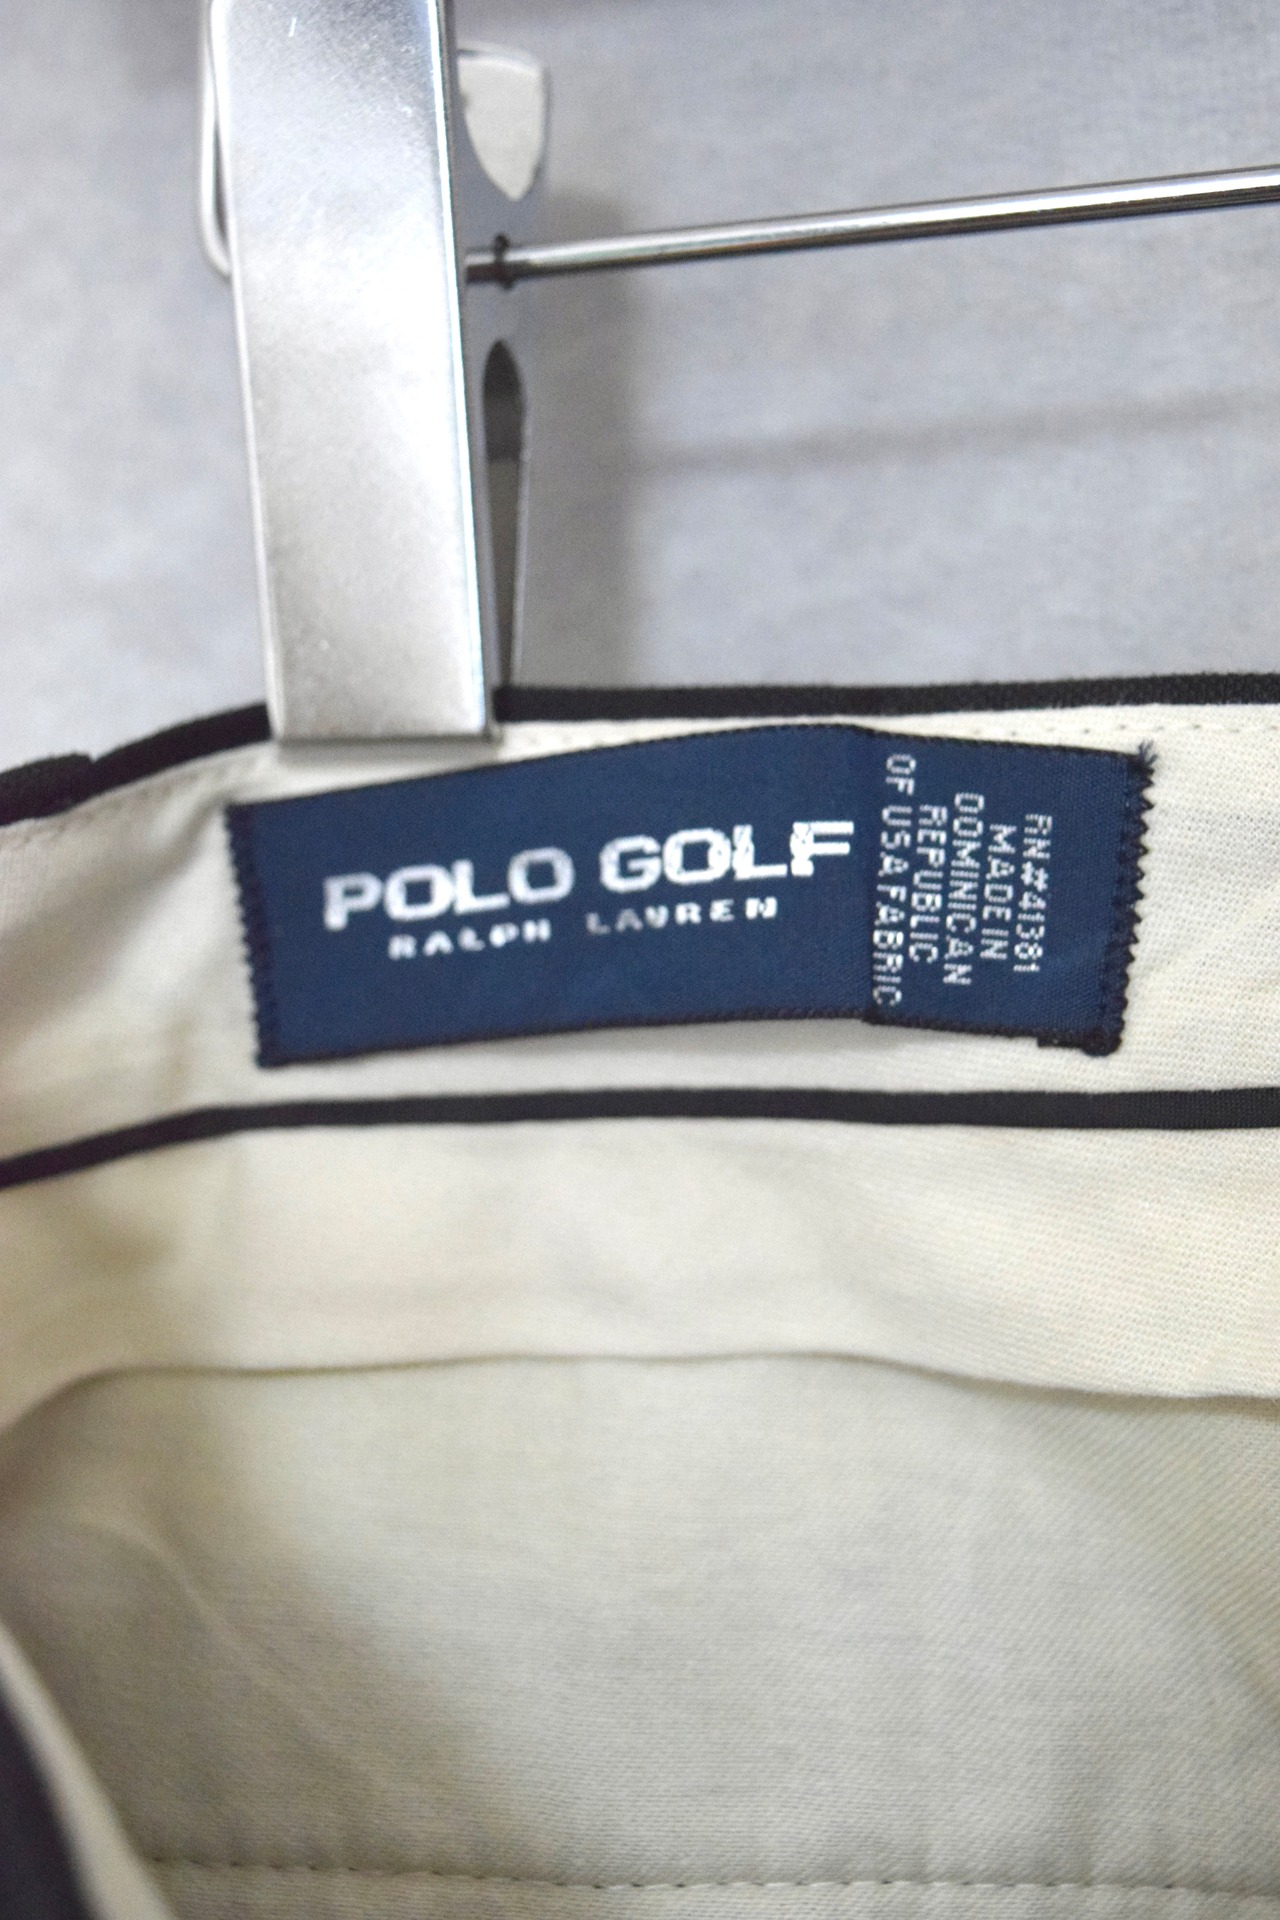 POLO GOLF
RALPH LAUREN
RN#41381
MADE IN
DOMINICAN
REPUBLIC
OF USA FABRIC